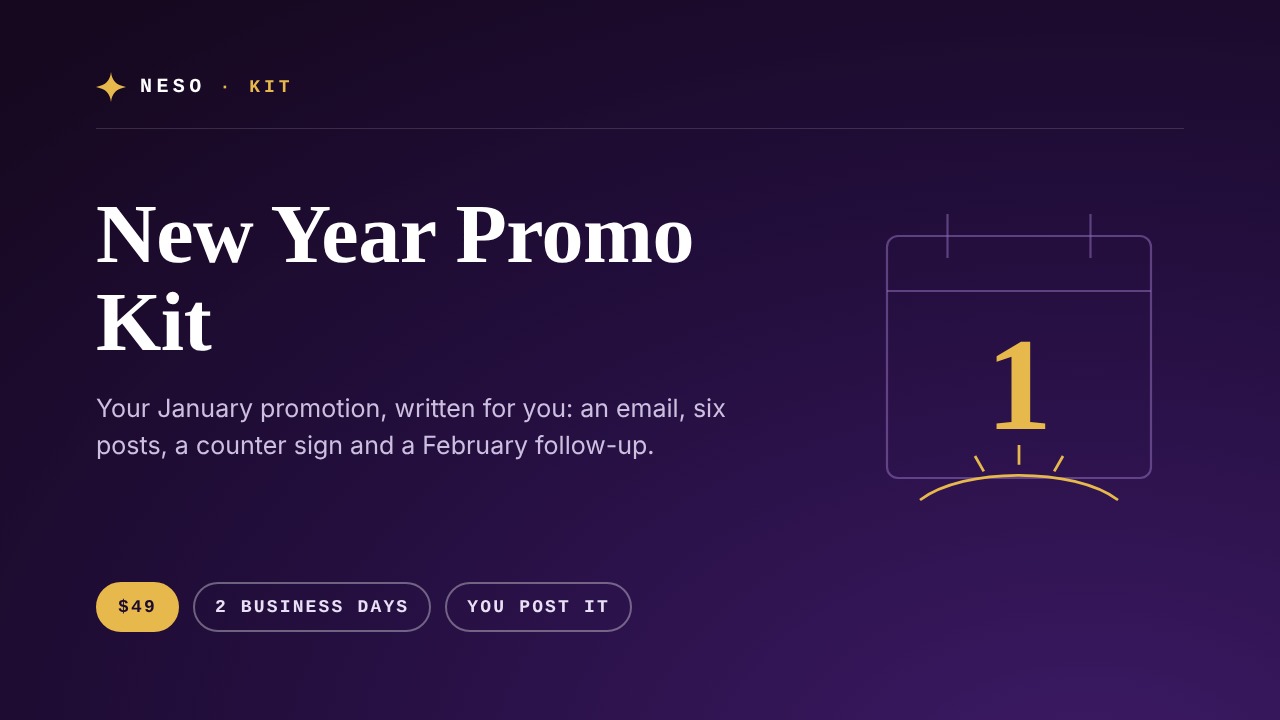 NESO · KIT
New Year Promo
Kit
Your January promotion, written for you: an email, six
posts, a counter sign and a February follow-up.
1
$49
2 BUSINESS DAYS
YOU POST IT